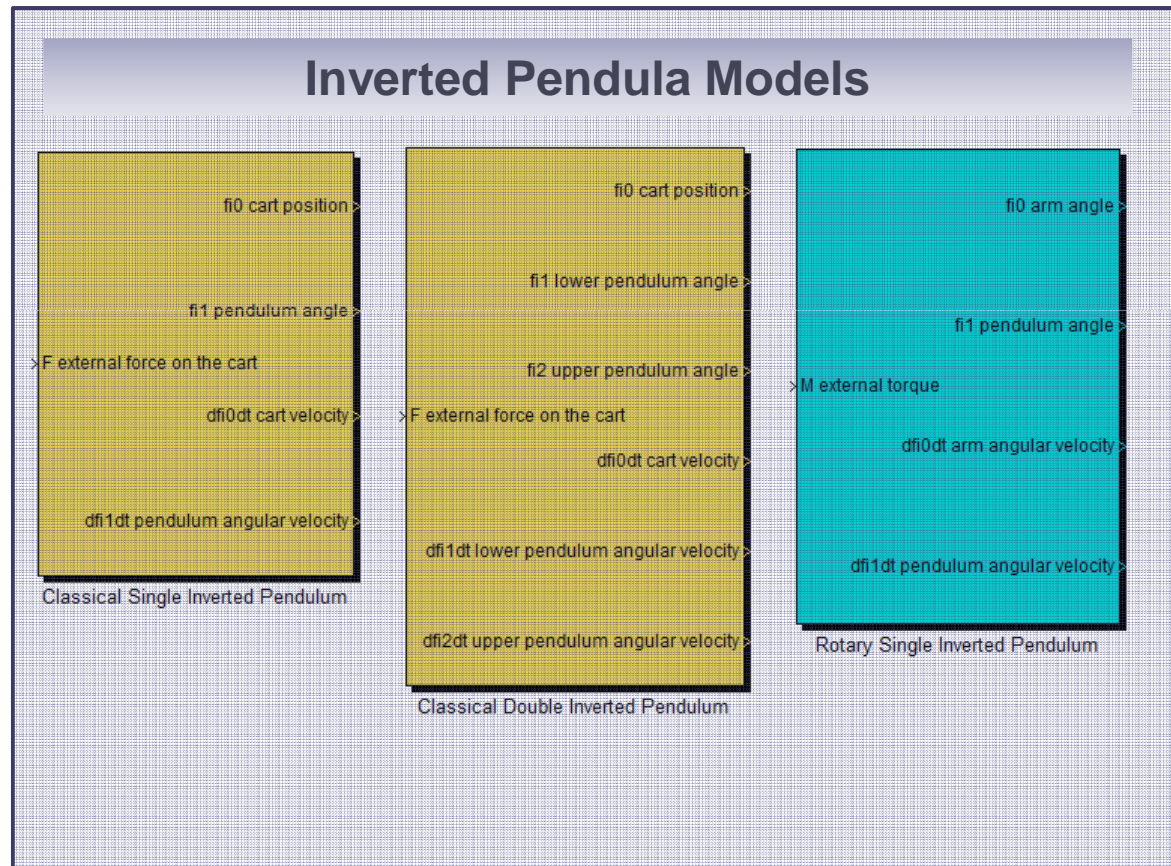 Inverted Pendula Models
fi0 cart position
fi1 pendulum angle
F external force on the cart
dfi0dt cart velocity
dfi1dt pendulum angular velocity
Classical Single Inverted Pendulum
fi0 cart position
fi1 lower pendulum angle
fi2 upper pendulum angle
F external force on the cart
dfi0dt cart velocity
dfi1dt lower pendulum angular velocity
dfi2dt upper pendulum angular velocity
Classical Double Inverted Pendulum
fi0 arm angle
fi1 pendulum angle
M external torque
dfi0dt arm angular velocity
dfi1dt pendulum angular velocity
Rotary Single Inverted Pendulum